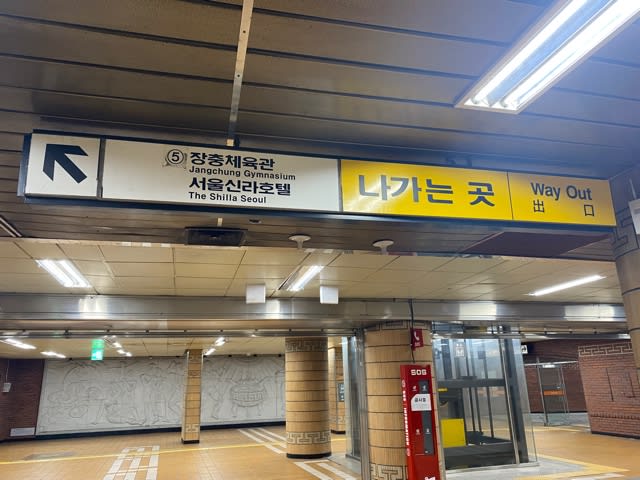 ⑤ 장충체육관
Jangchung Gymnasium
서울신라호텔
The Shilla Seoul
나가는 곳
Way Out
出 口
SOS